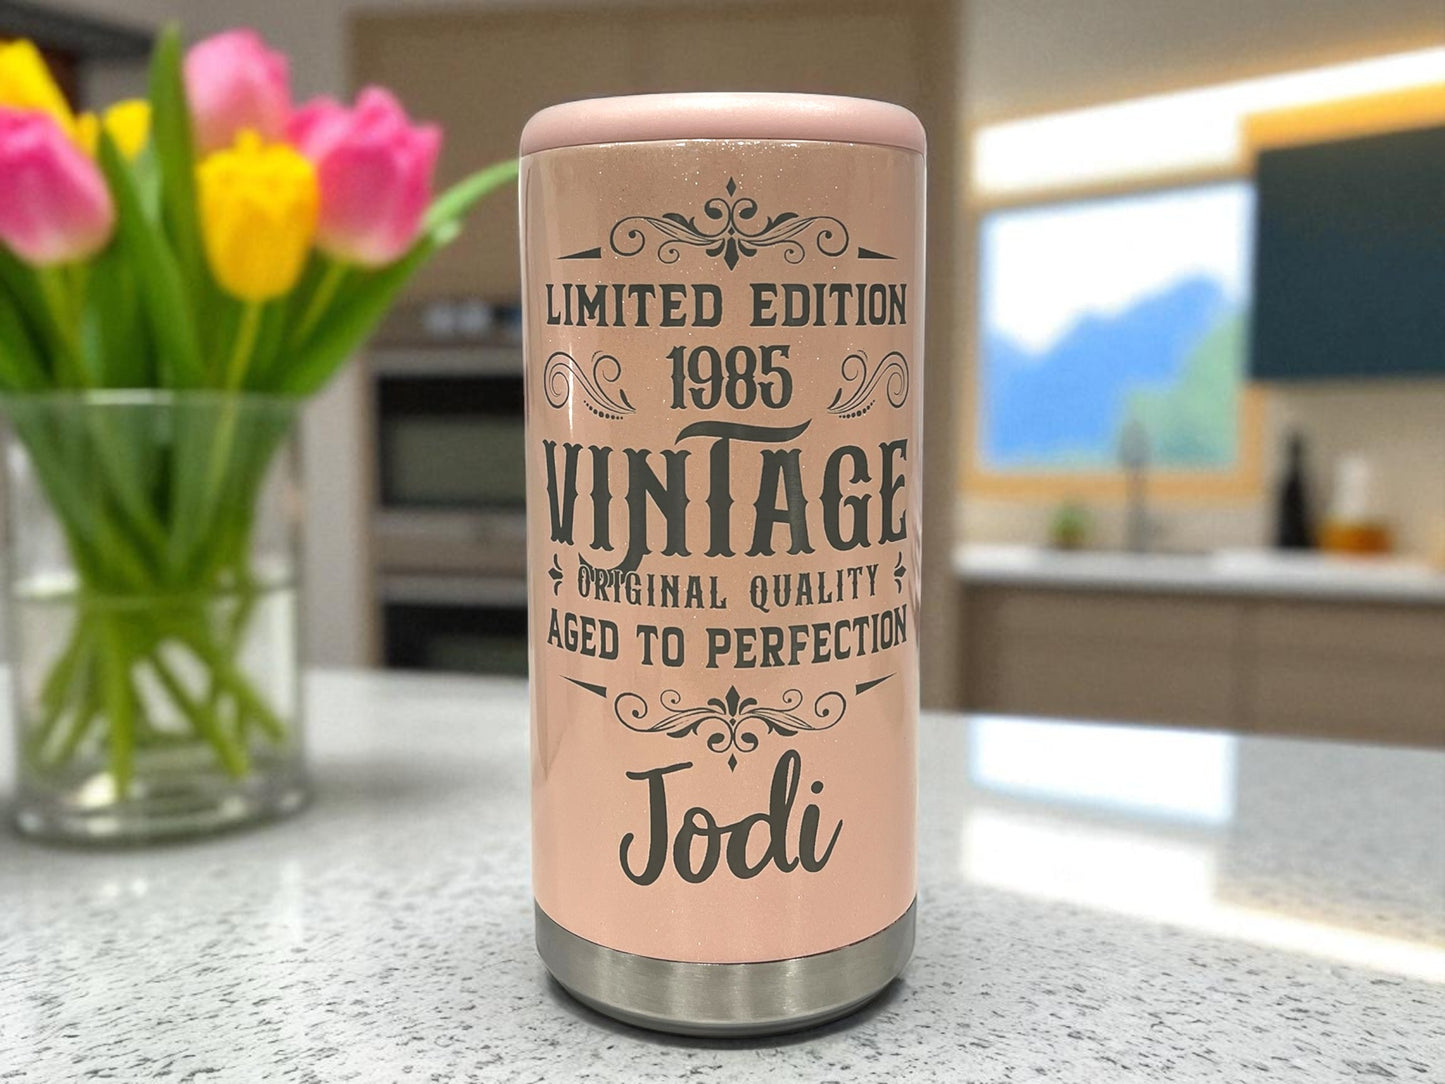 LIMITED EDITION
1985
VINTAGE
ORIGINAL QUALITY
AGED TO PERFECTION
Jodi